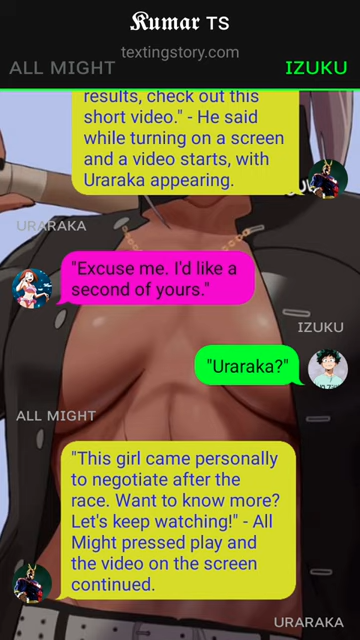 𝕶𝖚𝖒𝖆𝖗 TS
textingstory.com
ALL MIGHT IZUKU
results, check out this
short video." - He said
while turning on a screen
and a video starts, with
Uraraka appearing.
URARAKA
"Excuse me. I'd like a
second of yours."
IZUKU
"Uraraka?"
ALL MIGHT
"This girl came personally
to negotiate after the
race. Want to know more?
Let's keep watching!" - All
Might pressed play and
the video on the screen
continued.
URARAKA